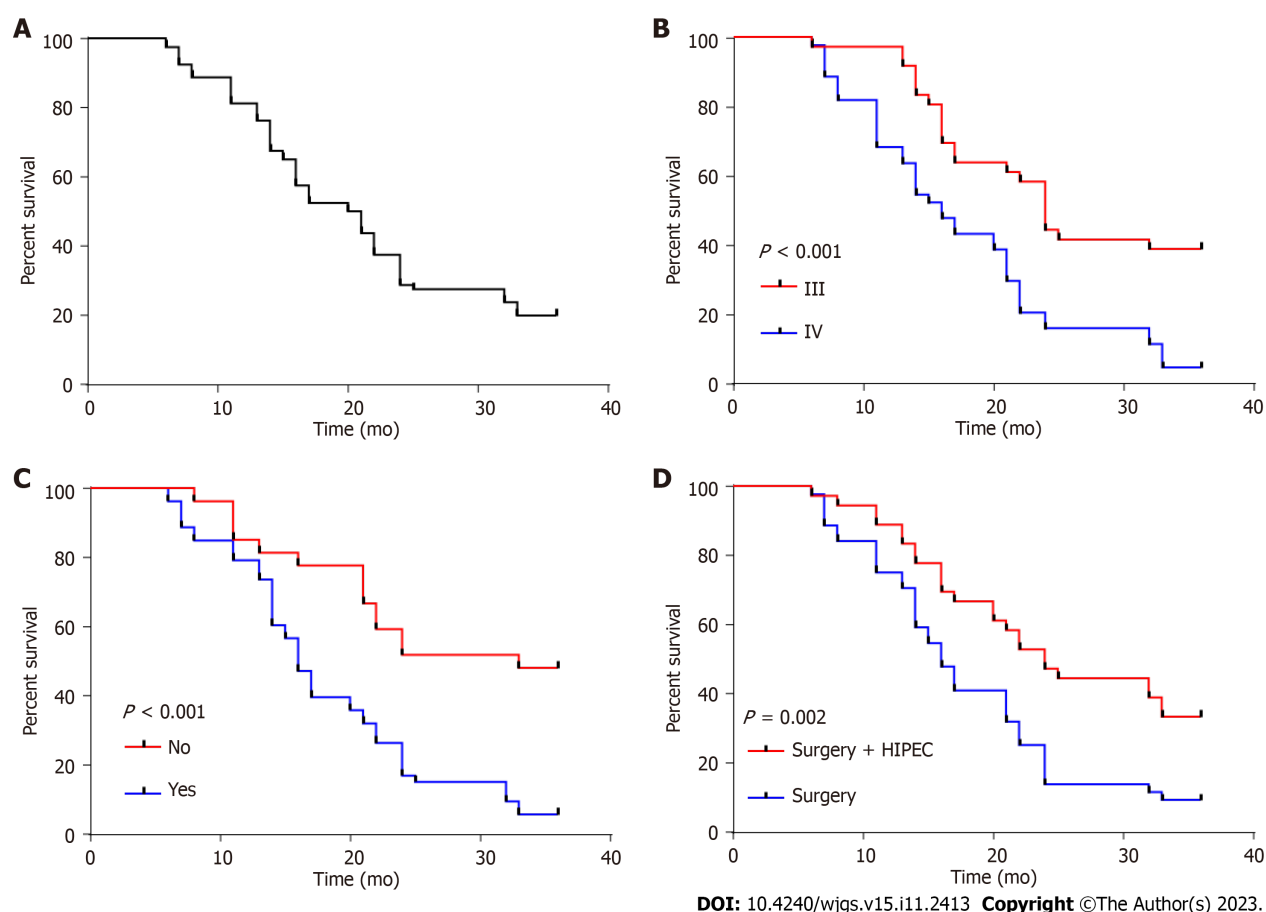 A
100
80
60
40
20
0
Percent survival
0 10 20 30 40
Time (mo)
B
100
80
60
40
20
0
Percent survival
P < 0.001
III
IV
0 10 20 30 40
Time (mo)
C
100
80
60
40
20
0
Percent survival
P < 0.001
No
Yes
0 10 20 30 40
Time (mo)
D
100
80
60
40
20
0
Percent survival
P = 0.002
Surgery + HIPEC
Surgery
0 10 20 30 40
Time (mo)
DOI: 10.4240/wjgs.v15.i11.2413 Copyright ©The Author(s) 2023.